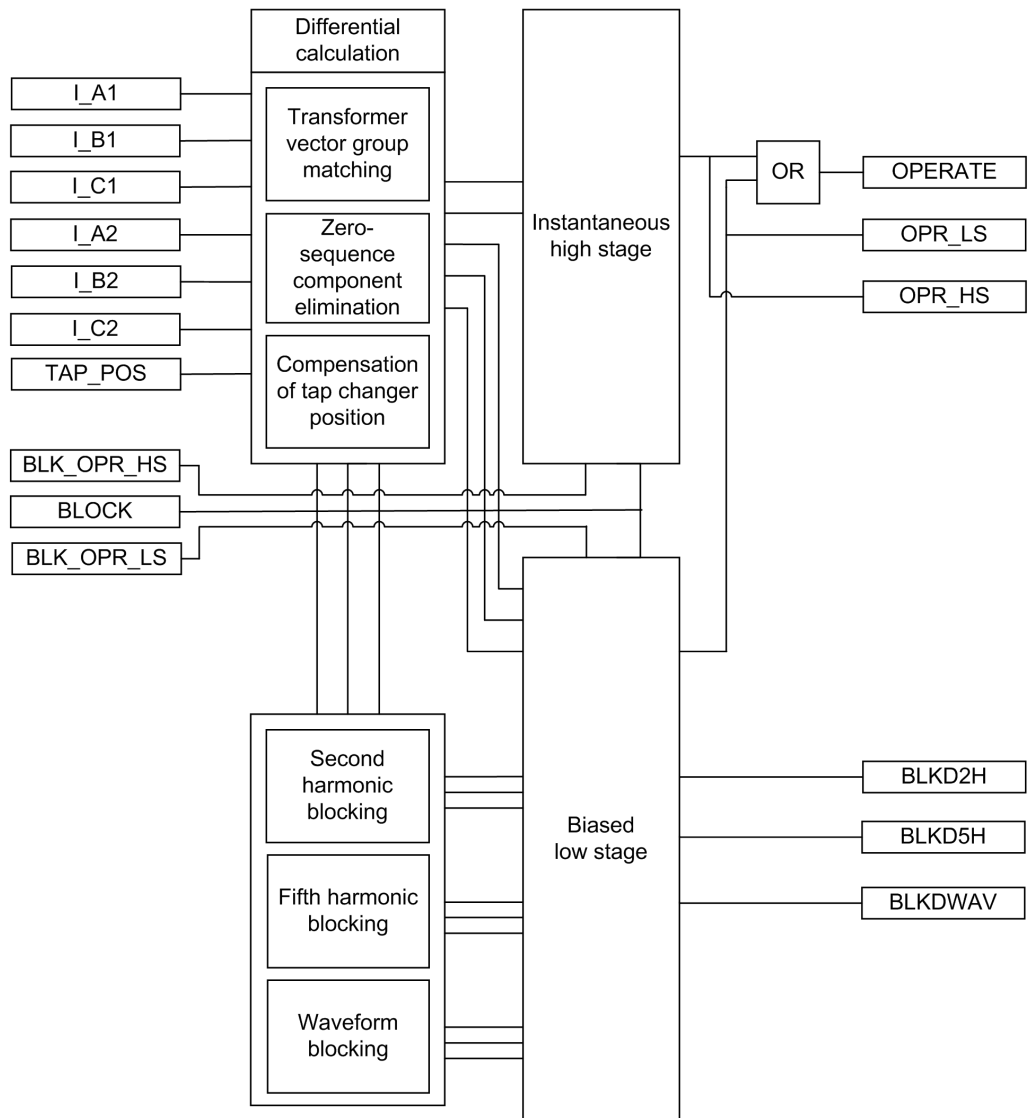 Differential
calculation
I_A1
I_B1
I_C1
I_A2
I_B2
I_C2
TAP_POS
Transformer
vector group
matching
Zero-
sequence
component
elimination
Compensation
of tap changer
position
Instantaneous
high stage
OR
OPERATE
OPR_LS
OPR_HS
BLK_OPR_HS
BLOCK
BLK_OPR_LS
Second
harmonic
blocking
Fifth harmonic
blocking
Waveform
blocking
Biased
low stage
BLKD2H
BLKD5H
BLKDWAV